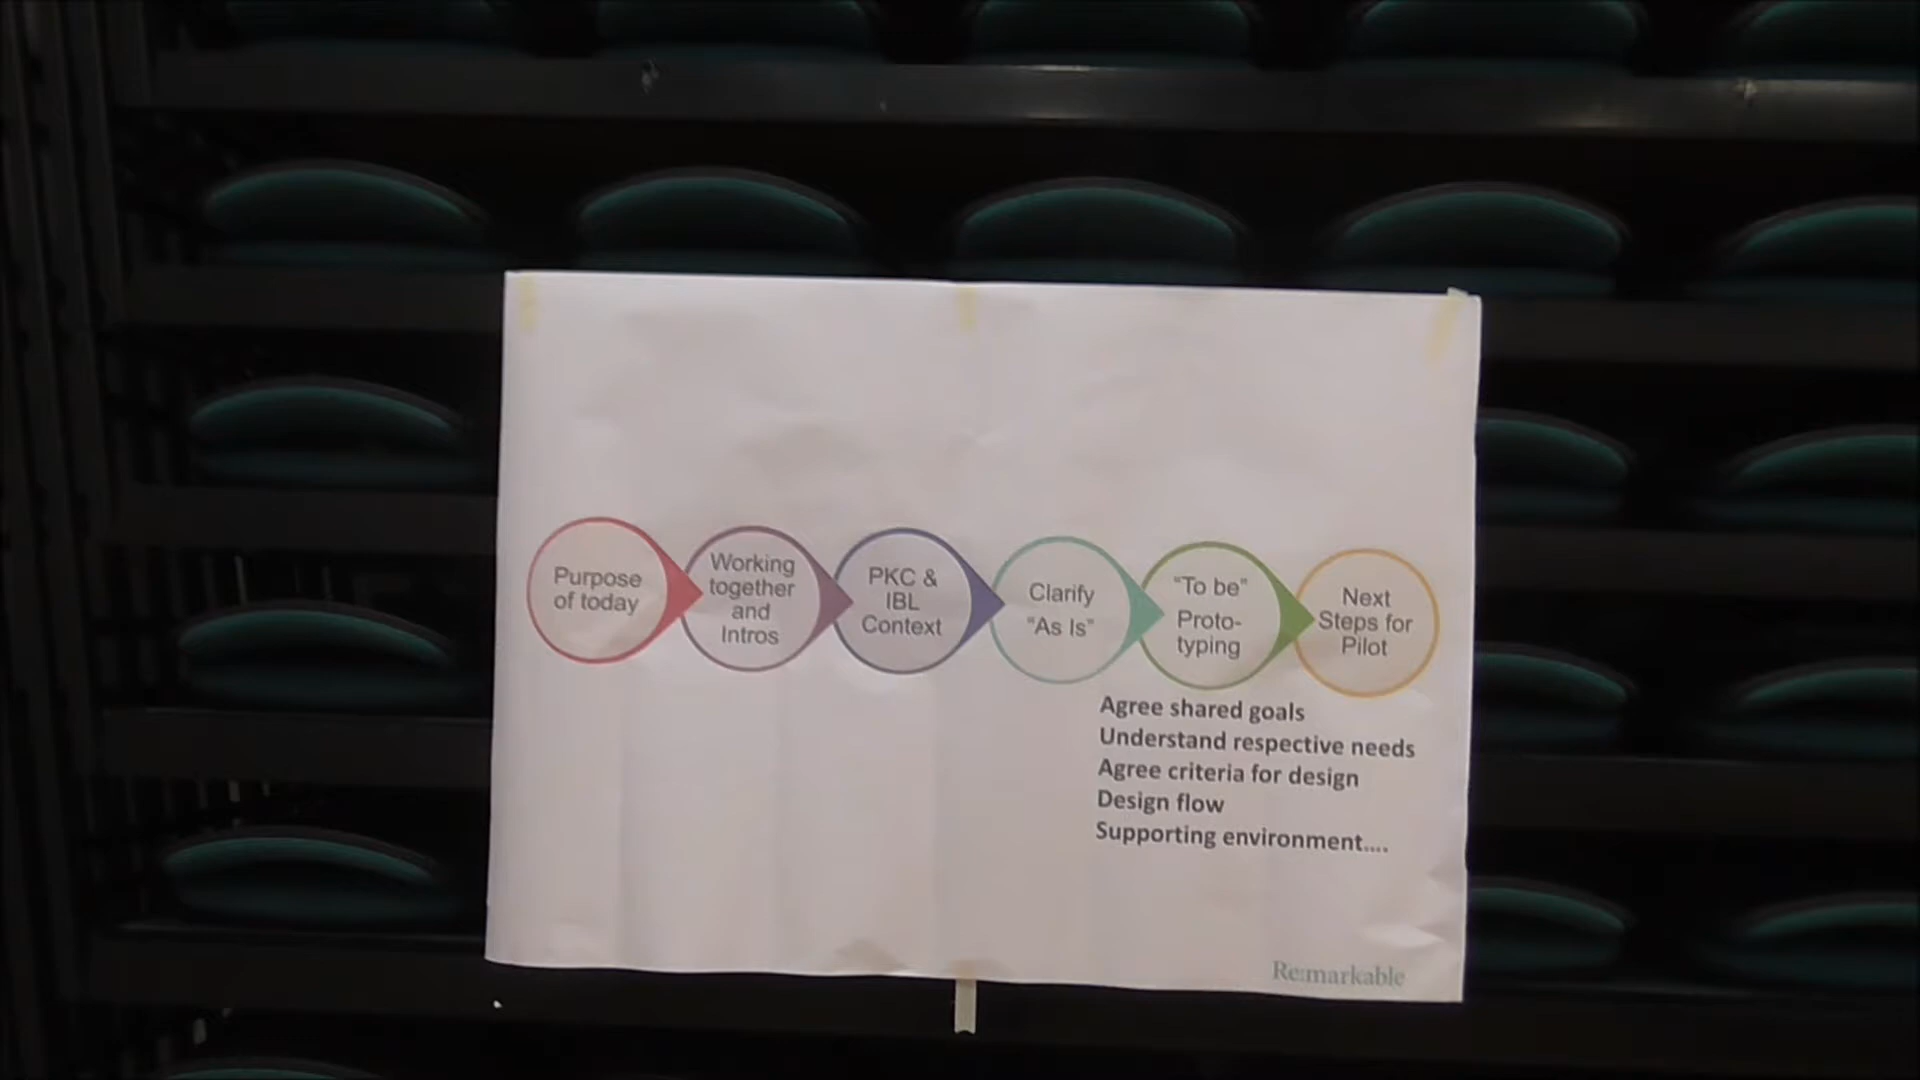 Purpose
of today
Working
together
and
Intros
PKC &
IBL
Context
Clarify
"As Is"
"To be"
Proto-
typing
Next
Steps for
Pilot
Agree shared goals
Understand respective needs
Agree criteria for design
Design flow
Supporting environment....
Re:markable